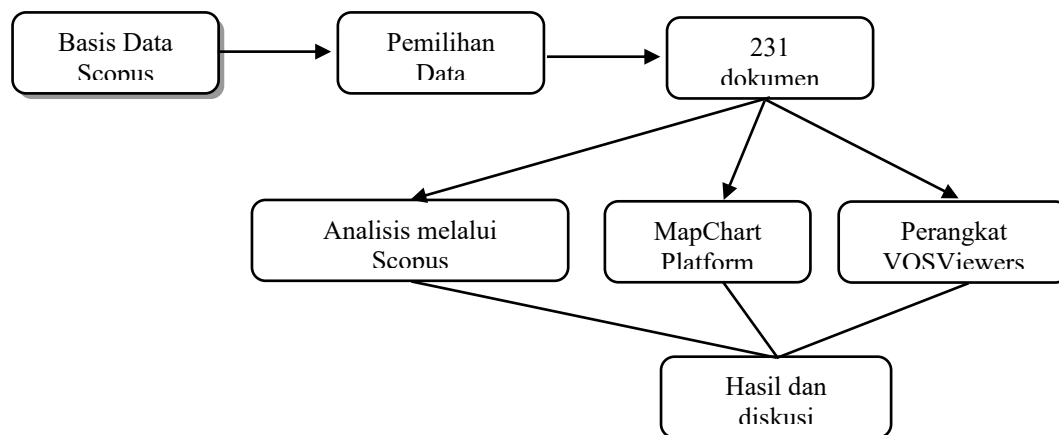 Basis Data
Scopus
Pemilihan
Data
231
dokumen
Analisis melalui
Scopus
MapChart
Platform
Perangkat
VOSViewers
Hasil dan
diskusi